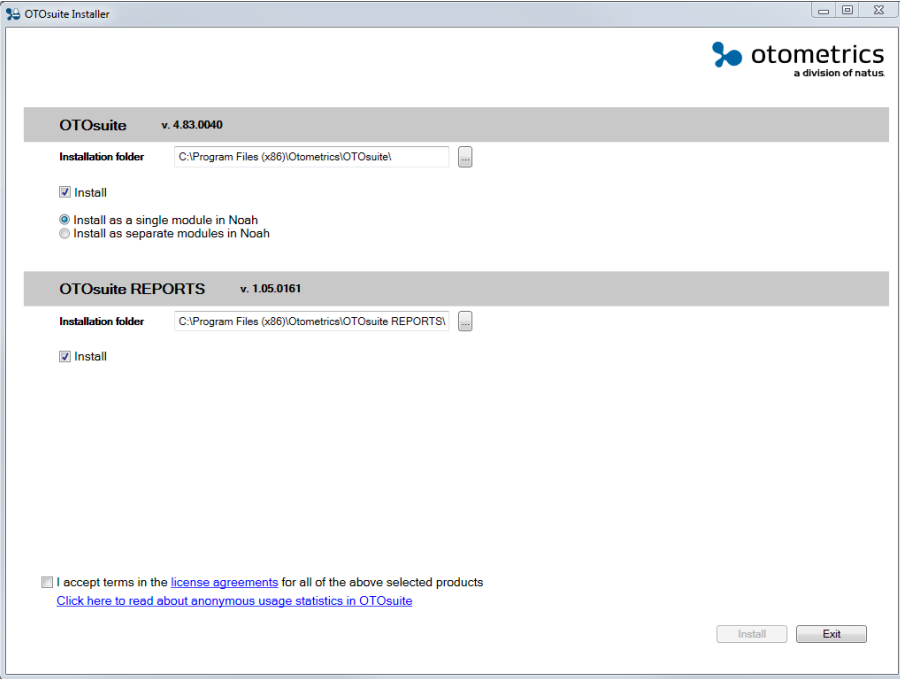 OTOsuite Installer
otometrics
a division of natus.
OTOsuite v. 4.83.0040
Installation folder C:\Program Files (x86)\Otometrics\OTOsuite\ ...
Install
Install as a single module in Noah
Install as separate modules in Noah
OTOsuite REPORTS v. 1.05.0161
Installation folder C:\Program Files (x86)\Otometrics\OTOsuite REPORTS\ ...
Install
I accept terms in the license agreements for all of the above selected products
Click here to read about anonymous usage statistics in OTOsuite
Install Exit